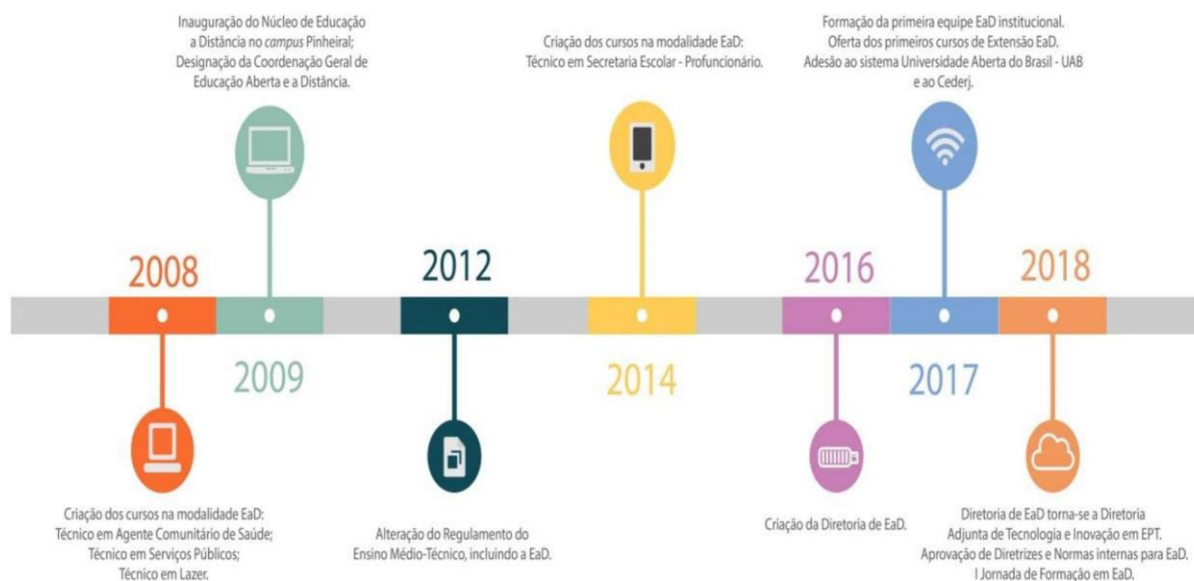 Inauguração do Núcleo de Educação
a Distância no campus Pinheiral;
Designação da Coordenação Geral de
Educação Aberta e a Distância.
Criação dos cursos na modalidade EaD:
Técnico em Secretaria Escolar - Profuncionário.
Formação da primeira equipe EaD institucional.
Oferta dos primeiros cursos de Extensão EaD.
Adesão ao sistema Universidade Aberta do Brasil - UAB
e ao Cederj.
2008
2012
2016
2018
2009
2014
2017
Criação dos cursos na modalidade EaD:
Técnico em Agente Comunitário de Saúde;
Técnico em Serviços Públicos;
Técnico em Lazer.
Alteração do Regulamento do
Ensino Médio-Técnico, incluindo a EaD.
Criação da Diretoria de EaD.
Diretoria de EaD torna-se a Diretoria
Adjunta de Tecnologia e Inovação em EPT.
Aprovação de Diretrizes e Normas internas para EaD.
I Jornada de Formação em EaD.